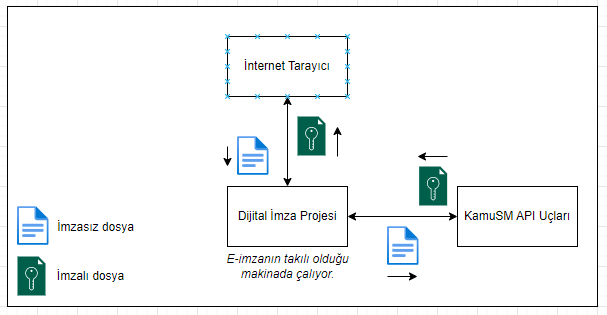 İnternet Tarayıcı
Dijital İmza Projesi
KamuSM API Uçları
E-imzanın takılı olduğu
makinada çalıyor.
İmzasız dosya
İmzalı dosya